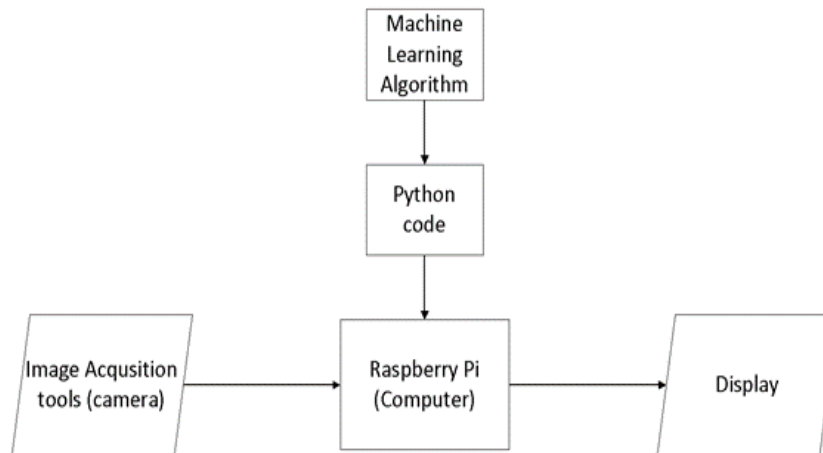 Machine
Learning
Algorithm
Python
code
Image Acqusition
tools (camera)
Raspberry Pi
(Computer)
Display